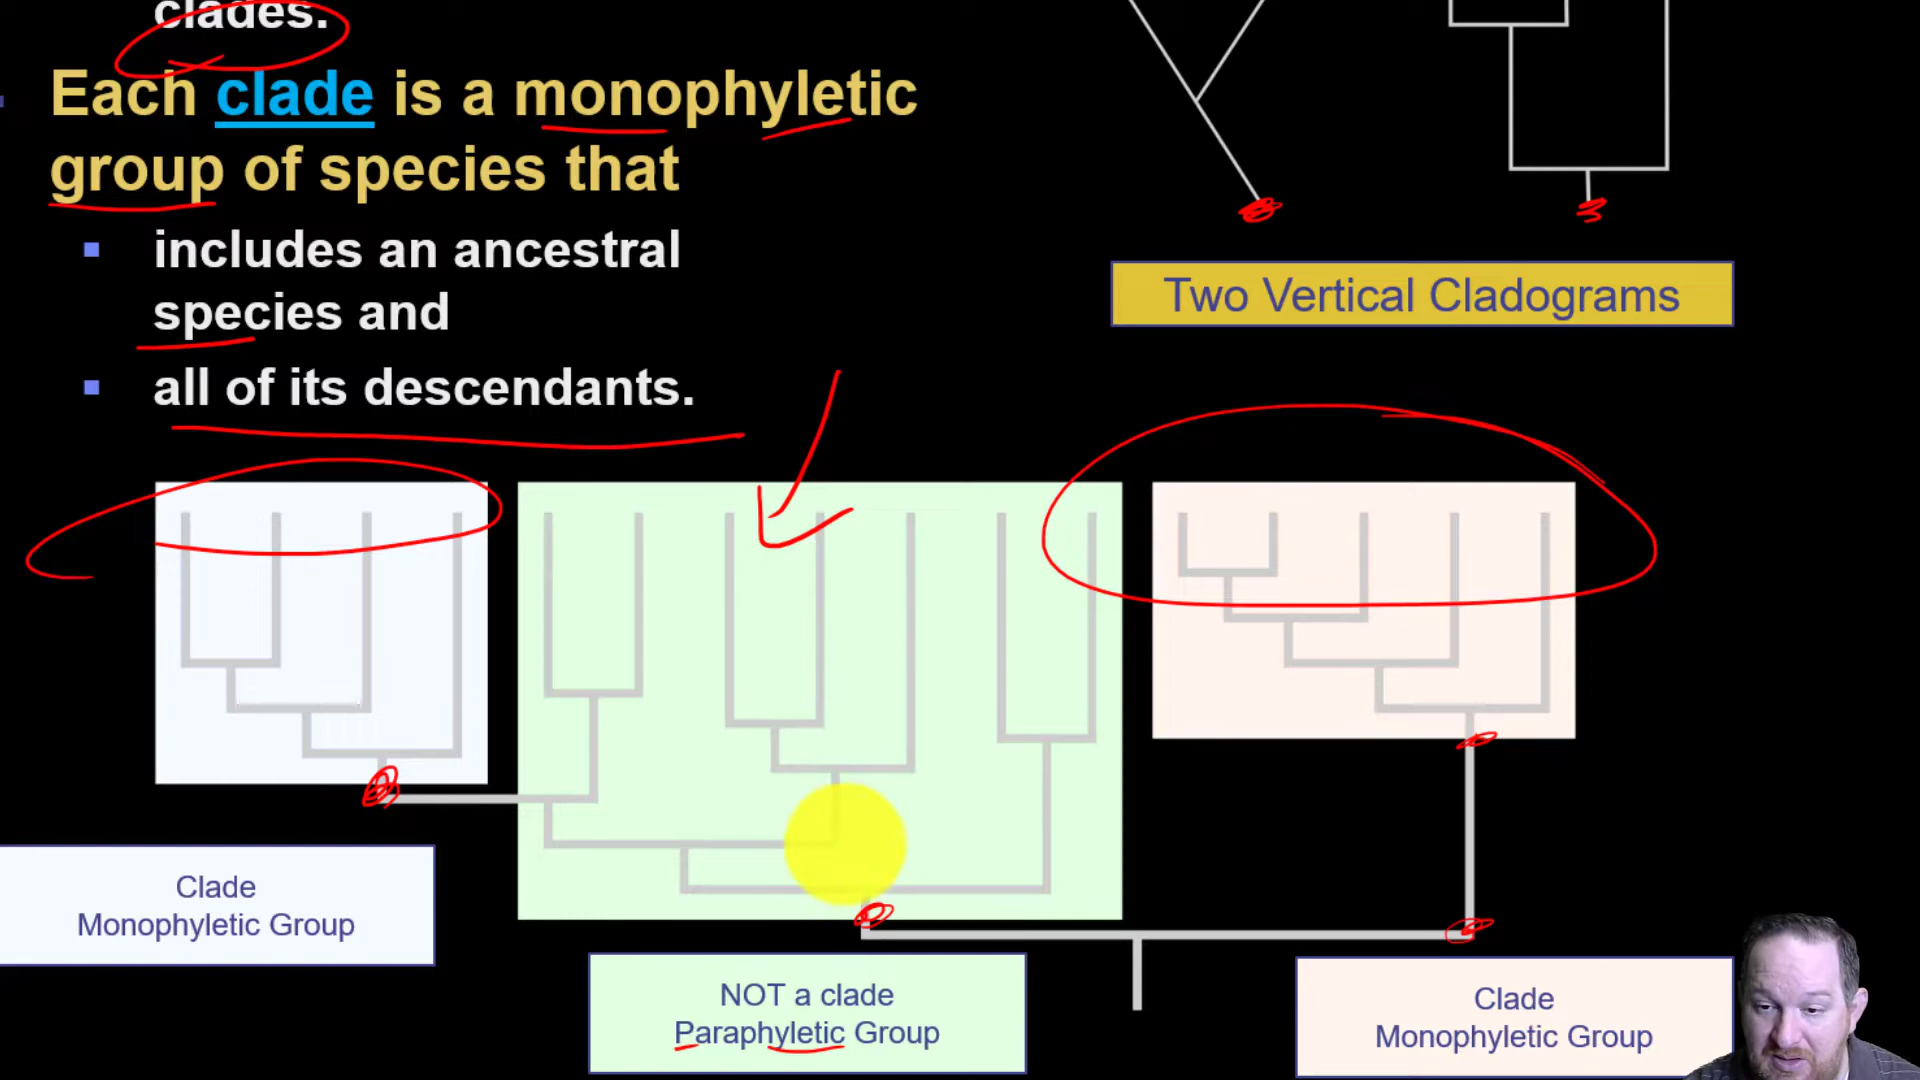 clades.
Each clade is a monophyletic
group of species that
includes an ancestral
species and
all of its descendants.
Two Vertical Cladograms
Clade
Monophyletic Group
NOT a clade
Paraphyletic Group
Clade
Monophyletic Group